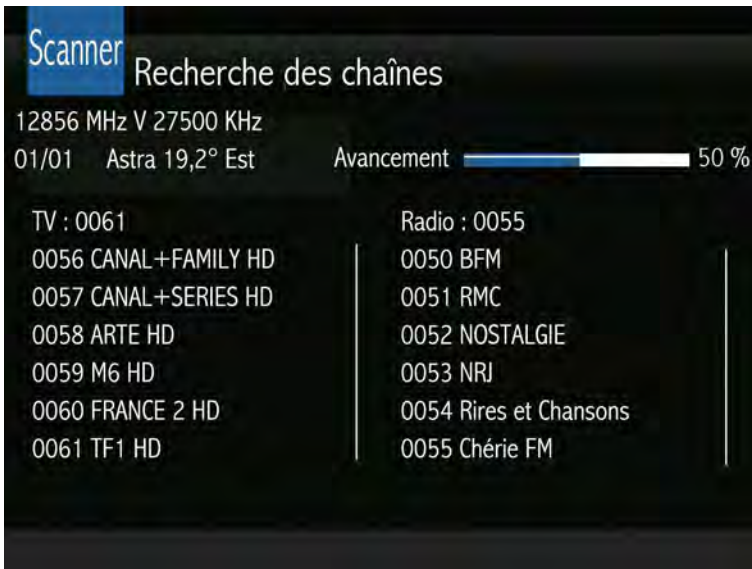 Scanner
Recherche des chaînes
12856 MHz V 27500 KHz
01/01 Astra 19,2° Est Avancement 50 %
TV : 0061
0056 CANAL+FAMILY HD
0057 CANAL+SERIES HD
0058 ARTE HD
0059 M6 HD
0060 FRANCE 2 HD
0061 TF1 HD
Radio : 0055
0050 BFM
0051 RMC
0052 NOSTALGIE
0053 NRJ
0054 Rires et Chansons
0055 Chérie FM